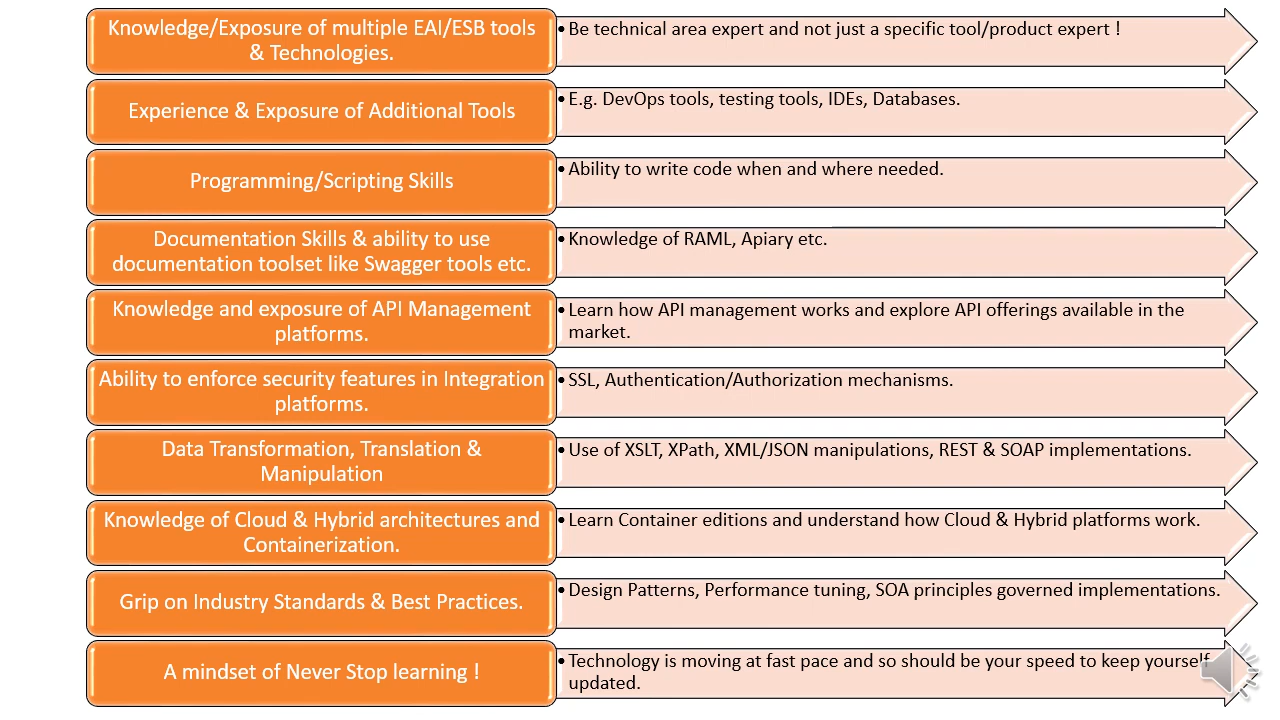 Knowledge/Exposure of multiple EAI/ESB tools
& Technologies.
• Be technical area expert and not just a specific tool/product expert !
Experience & Exposure of Additional Tools
• E.g. DevOps tools, testing tools, IDEs, Databases.
Programming/Scripting Skills
• Ability to write code when and where needed.
Documentation Skills & ability to use
documentation toolset like Swagger tools etc.
• Knowledge of RAML, Apiary etc.
Knowledge and exposure of API Management
platforms.
• Learn how API management works and explore API offerings available in the
market.
Ability to enforce security features in Integration
platforms.
• SSL, Authentication/Authorization mechanisms.
Data Transformation, Translation &
Manipulation
• Use of XSLT, XPath, XML/JSON manipulations, REST & SOAP implementations.
Knowledge of Cloud & Hybrid architectures and
Containerization.
• Learn Container editions and understand how Cloud & Hybrid platforms work.
Grip on Industry Standards & Best Practices.
• Design Patterns, Performance tuning, SOA principles governed implementations.
A mindset of Never Stop learning !
• Technology is moving at fast pace and so should be your speed to keep yourself
updated.